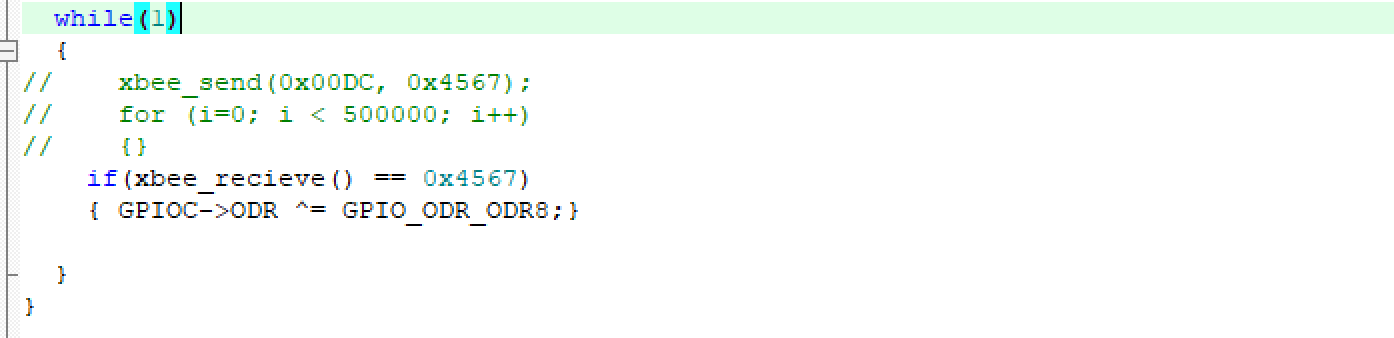 while(1)
{
//    xbee_send(0x00DC, 0x4567);
//    for (i=0; i < 500000; i++)
//    {}
if(xbee_recieve() == 0x4567)
{ GPIOC->ODR ^= GPIO_ODR_ODR8;}
}
}